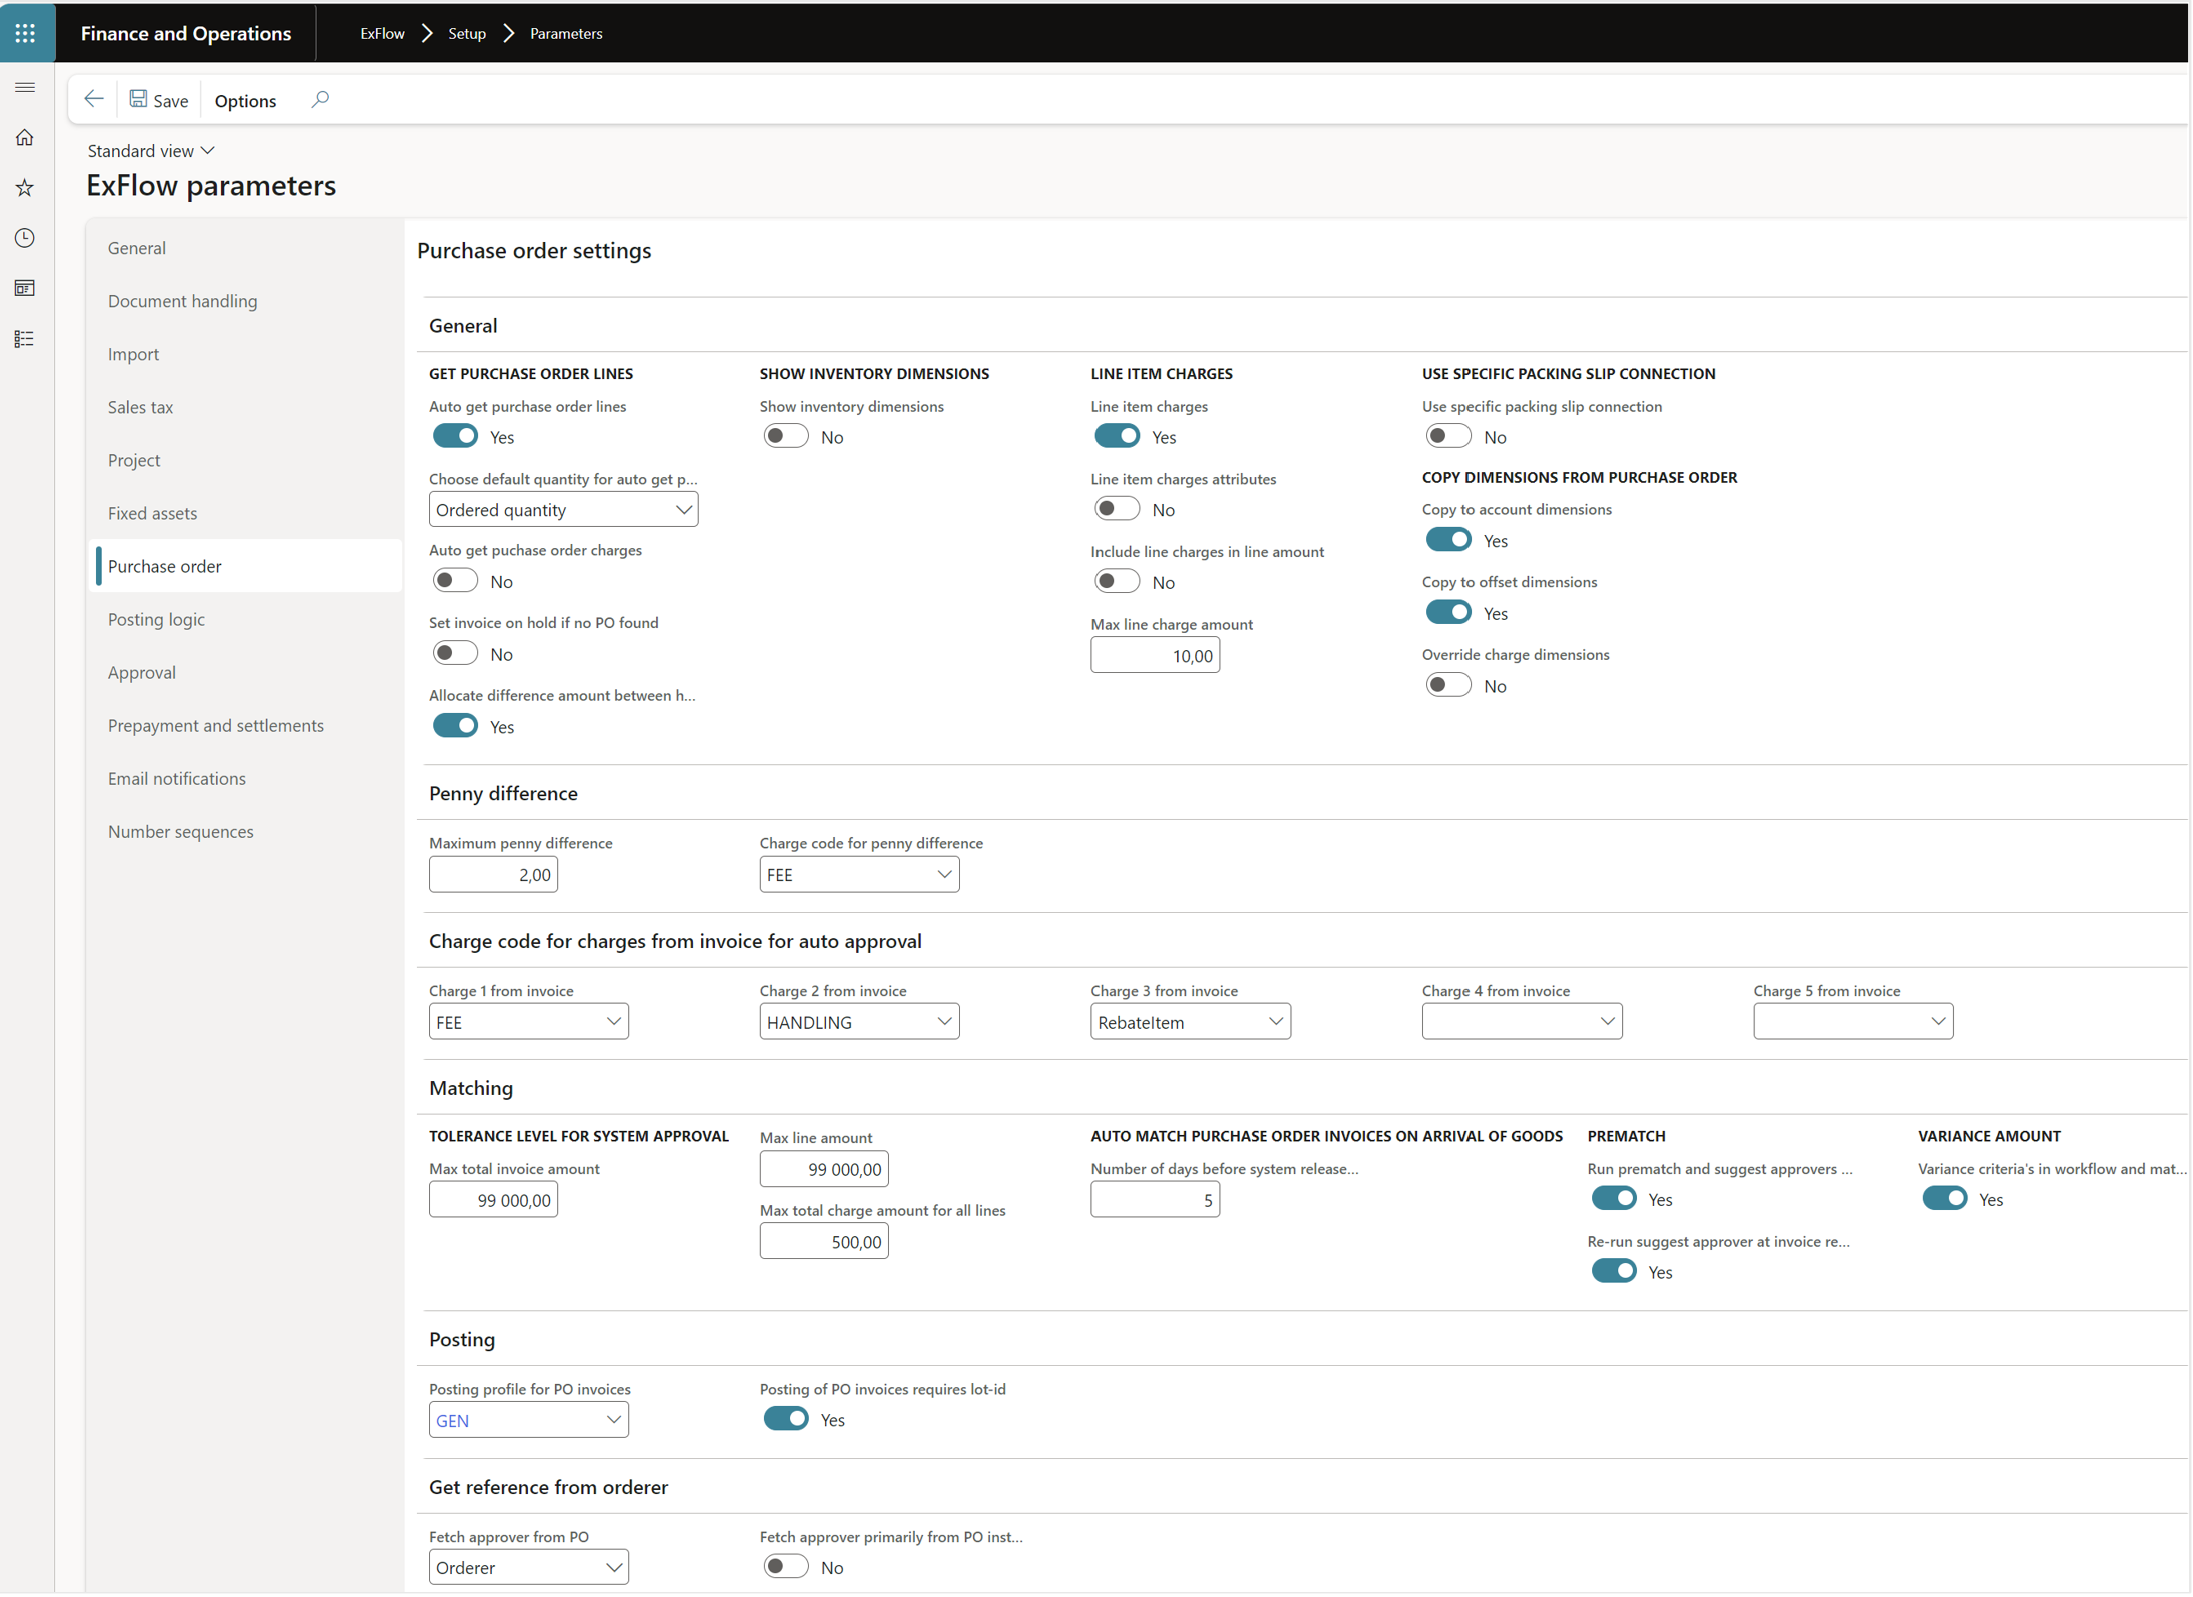 Finance and Operations
ExFlow
Setup
Parameters
Save
Options
Standard view
ExFlow parameters
General
Document handling
Import
Sales tax
Project
Fixed assets
Purchase order
Posting logic
Approval
Prepayment and settlements
Email notifications
Number sequences
Purchase order settings
General
GET PURCHASE ORDER LINES
Auto get purchase order lines
Yes
Choose default quantity for auto get p...
Ordered quantity
Auto get puchase order charges
No
Set invoice on hold if no PO found
No
Allocate difference amount between h...
Yes
SHOW INVENTORY DIMENSIONS
Show inventory dimensions
No
LINE ITEM CHARGES
Line item charges
Yes
Line item charges attributes
No
Include line charges in line amount
No
Max line charge amount
10,00
USE SPECIFIC PACKING SLIP CONNECTION
Use specific packing slip connection
No
COPY DIMENSIONS FROM PURCHASE ORDER
Copy to account dimensions
Yes
Copy to offset dimensions
Yes
Override charge dimensions
No
Penny difference
Maximum penny difference
2,00
Charge code for penny difference
FEE
Charge code for charges from invoice for auto approval
Charge 1 from invoice
FEE
Charge 2 from invoice
HANDLING
Charge 3 from invoice
RebateItem
Charge 4 from invoice
Charge 5 from invoice
Matching
TOLERANCE LEVEL FOR SYSTEM APPROVAL
Max total invoice amount
99 000,00
Max line amount
99 000,00
Max total charge amount for all lines
500,00
AUTO MATCH PURCHASE ORDER INVOICES ON ARRIVAL OF GOODS
Number of days before system release...
5
PREMATCH
Run prematch and suggest approvers ...
Yes
Re-run suggest approver at invoice re...
Yes
VARIANCE AMOUNT
Variance criteria's in workflow and mat...
Yes
Posting
Posting profile for PO invoices
GEN
Posting of PO invoices requires lot-id
Yes
Get reference from orderer
Fetch approver from PO
Orderer
Fetch approver primarily from PO inst...
No